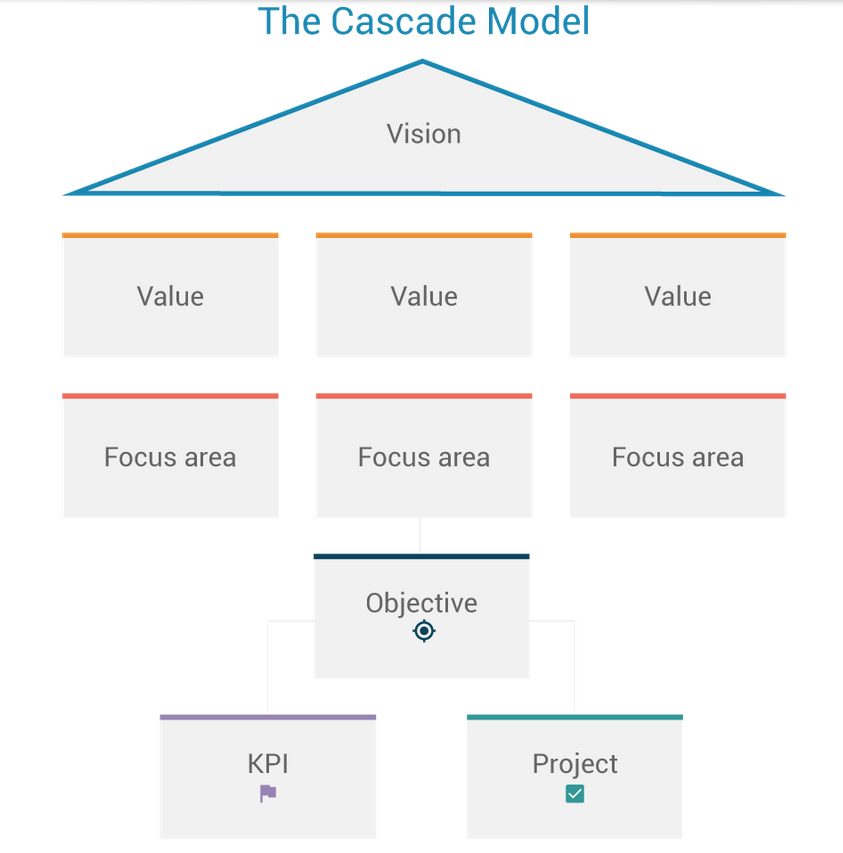 The Cascade Model
Vision
Value
Value
Value
Focus area
Focus area
Focus area
Objective
KPI
Project